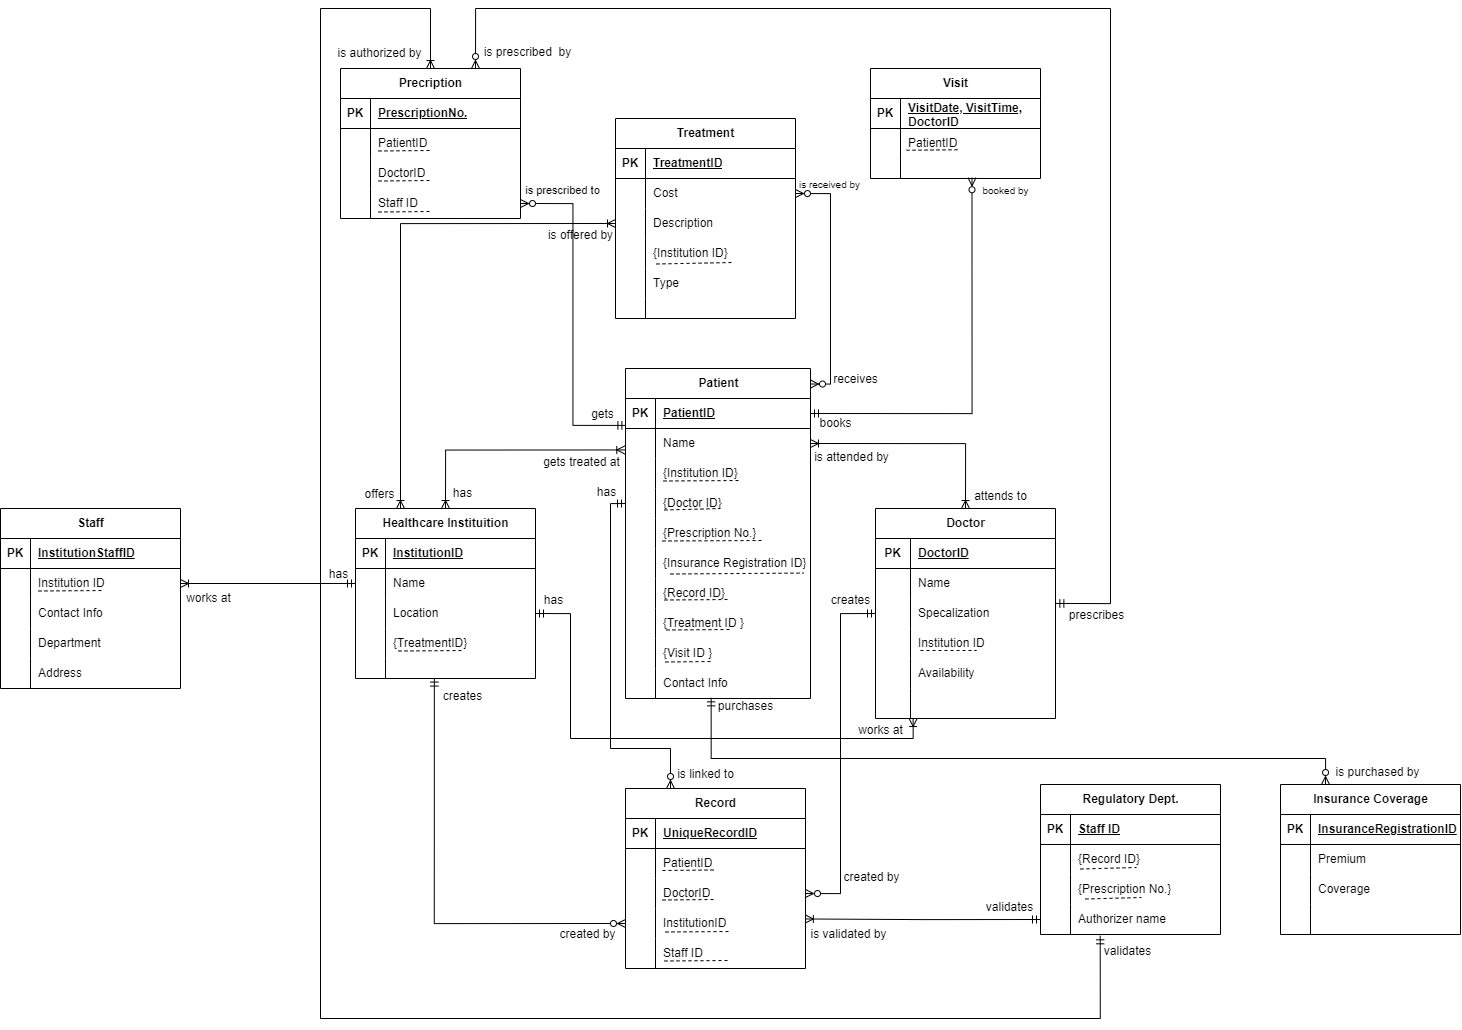 is authorized by
is prescribed  by
Precription
PK PrescriptionNo.
PatientID
DoctorID
Staff ID
Visit
PK VisitDate, VisitTime,
DoctorID
PatientID
Treatment
PK TreatmentID
Cost
Description
{Institution ID}
Type
is prescribed to
is offered by
is received by
booked by
receives
Patient
PK PatientID
Name
{Institution ID}
{Doctor ID}
{Prescription No.}
{Insurance Registration ID}
{Record ID}
{Treatment ID }
{Visit ID }
Contact Info
gets
books
gets treated at
is attended by
has
offers
has
attends to
Staff
PK InstitutionStaffID
Institution ID
Contact Info
Department
Address
works at
has
Healthcare Instituition
PK InstitutionID
Name
Location
{TreatmentID}
has
creates
Doctor
PK DoctorID
Name
Specalization
Institution ID
Availability
creates
prescribes
works at
purchases
is linked to
is purchased by
Record
PK UniqueRecordID
PatientID
DoctorID
InstitutionID
Staff ID
created by
created by
validates
is validated by
Regulatory Dept.
PK Staff ID
{Record ID}
{Prescription No.}
Authorizer name
validates
Insurance Coverage
PK InsuranceRegistrationID
Premium
Coverage